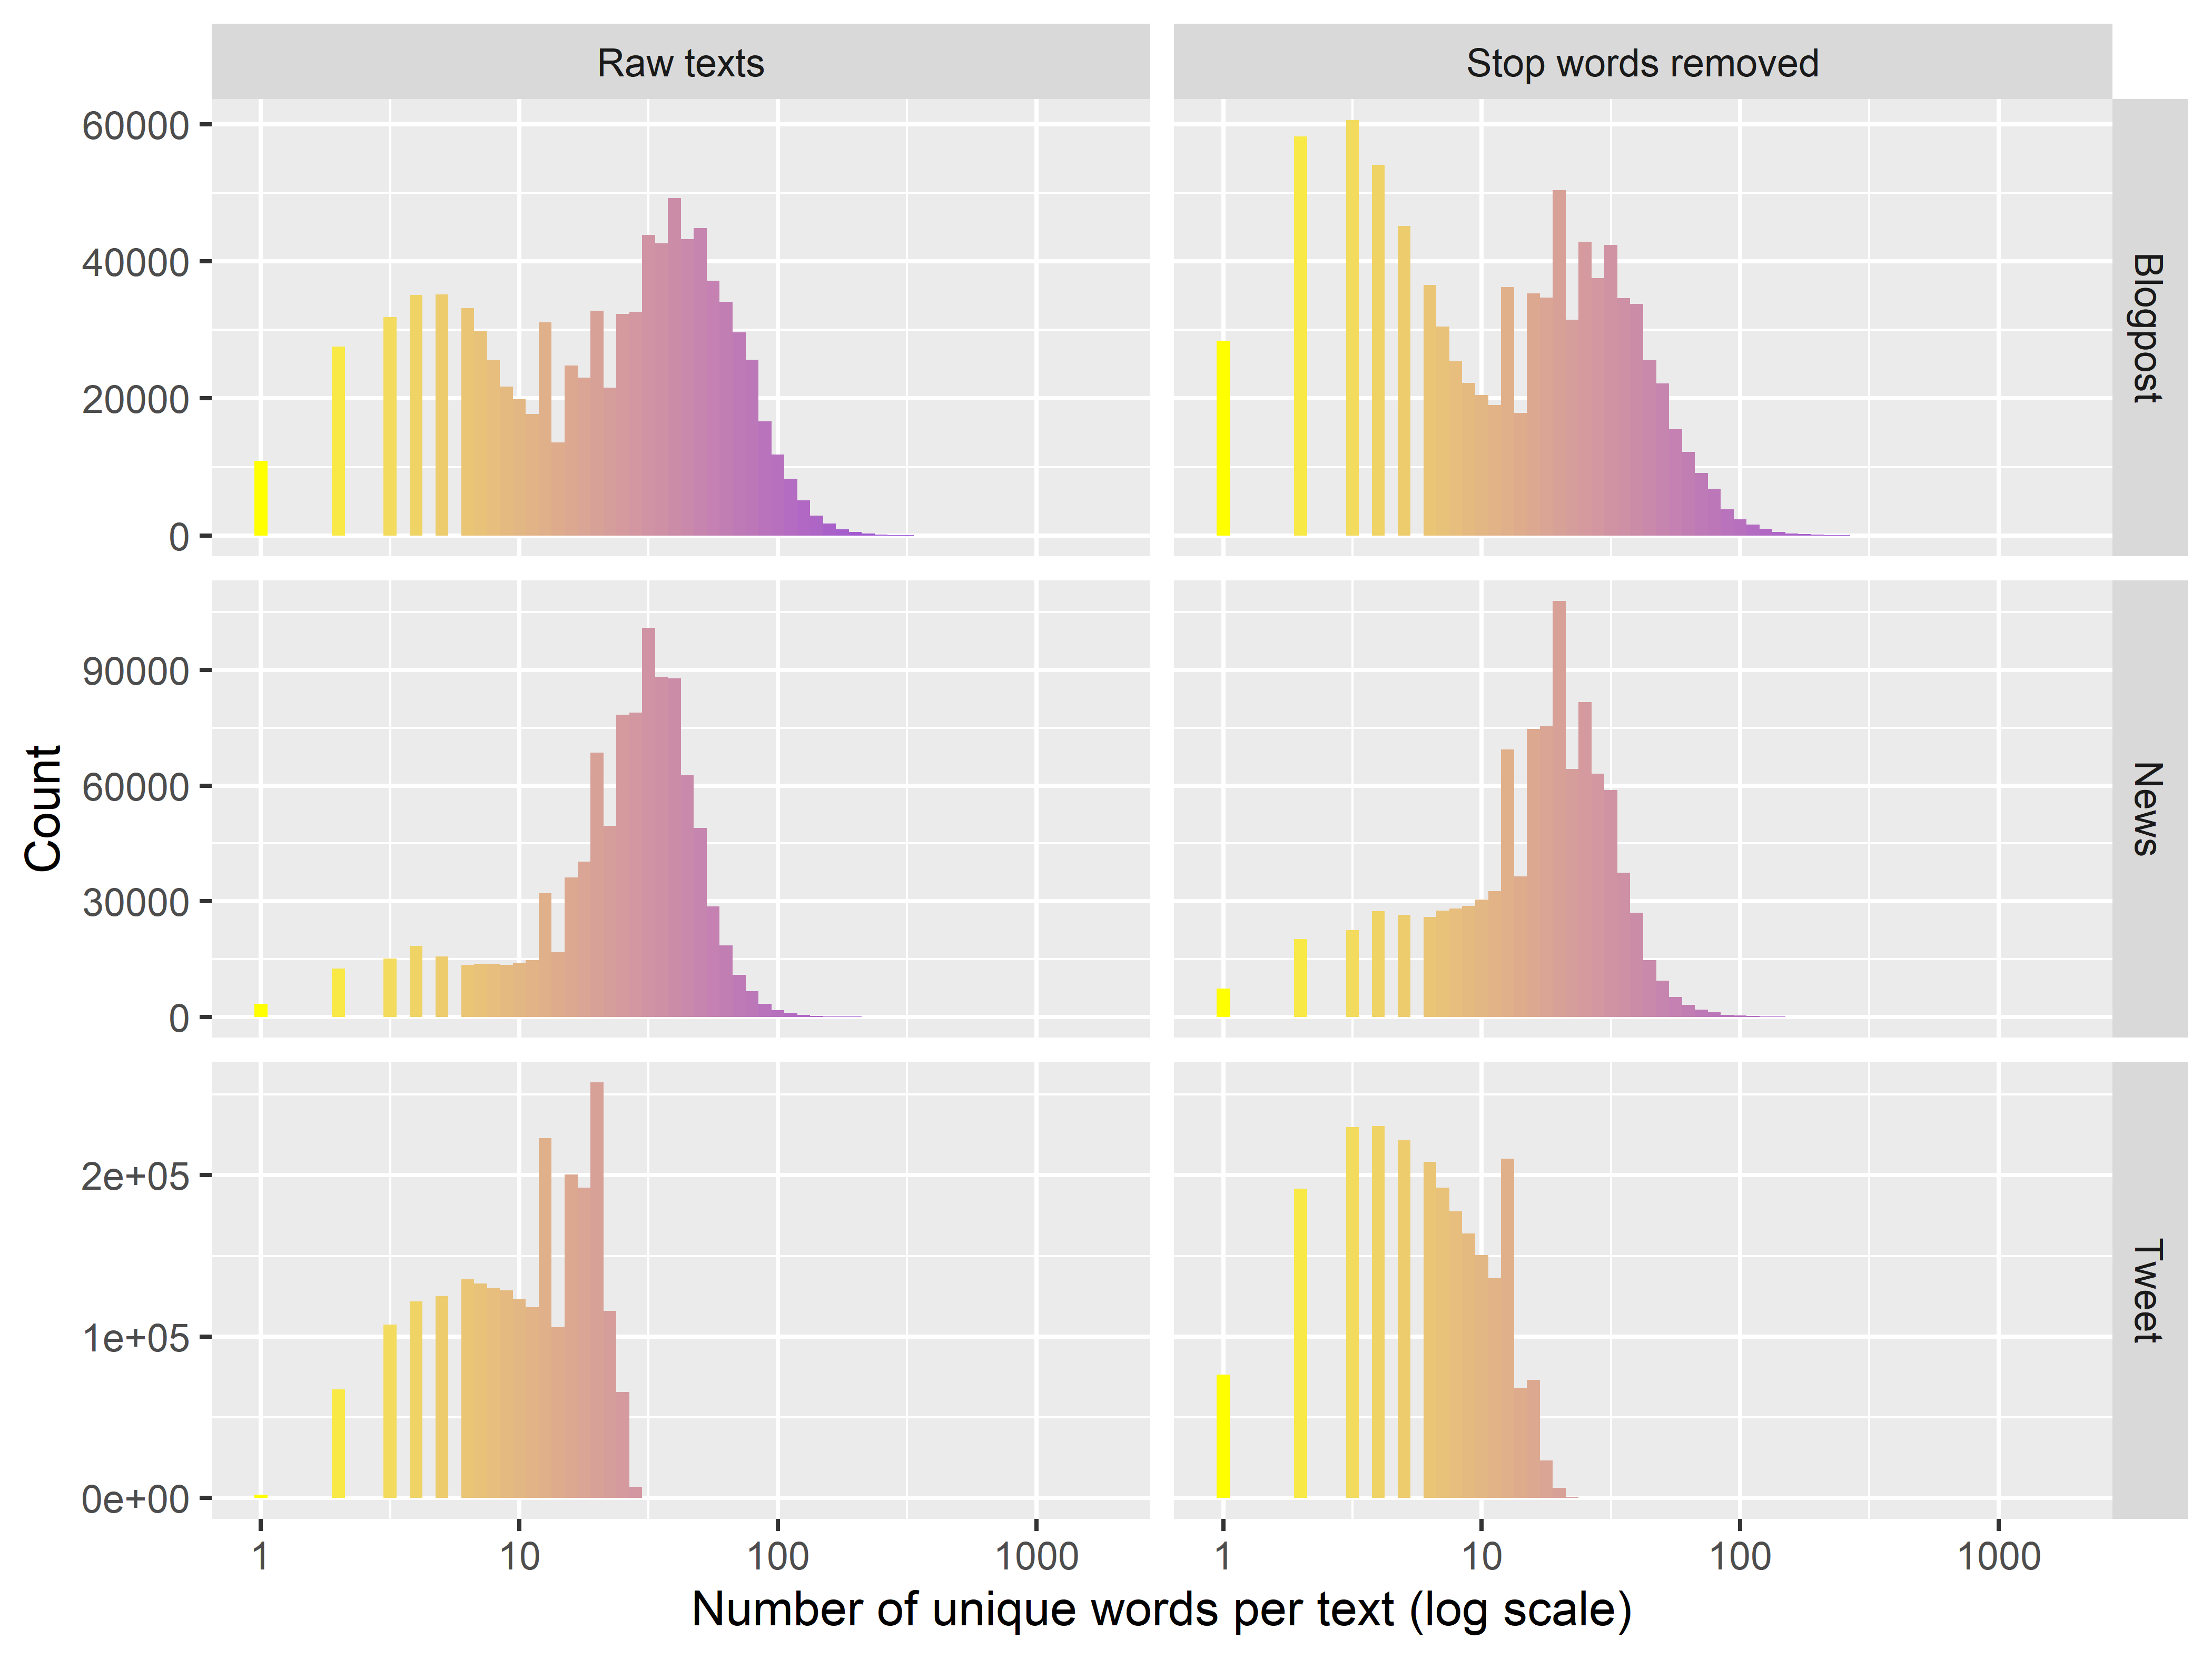 Raw texts
Stop words removed
60000
40000
20000
0
Blogpost
90000
60000
30000
0
News
Count
2e+05
1e+05
0e+00
Tweet
1 10 100 1000
1 10 100 1000
Number of unique words per text (log scale)